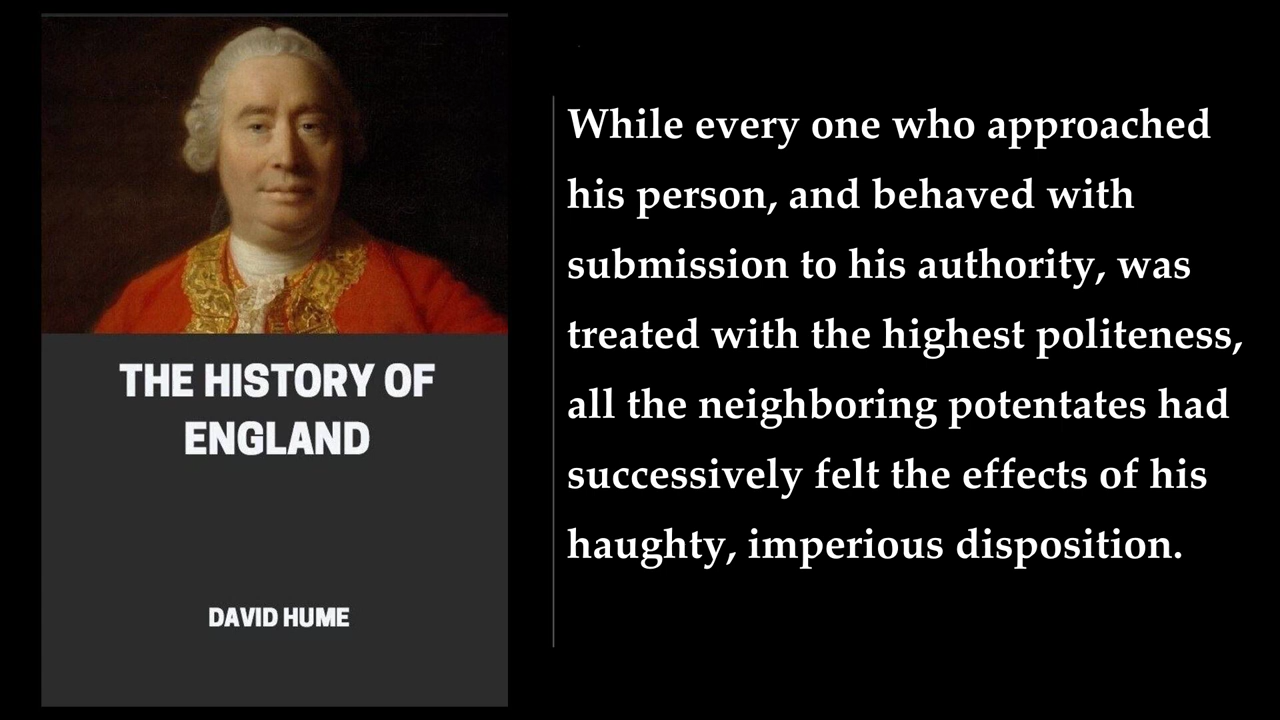 THE HISTORY OF
ENGLAND
DAVID HUME
While every one who approached
his person, and behaved with
submission to his authority, was
treated with the highest politeness,
all the neighboring potentates had
successively felt the effects of his
haughty, imperious disposition.